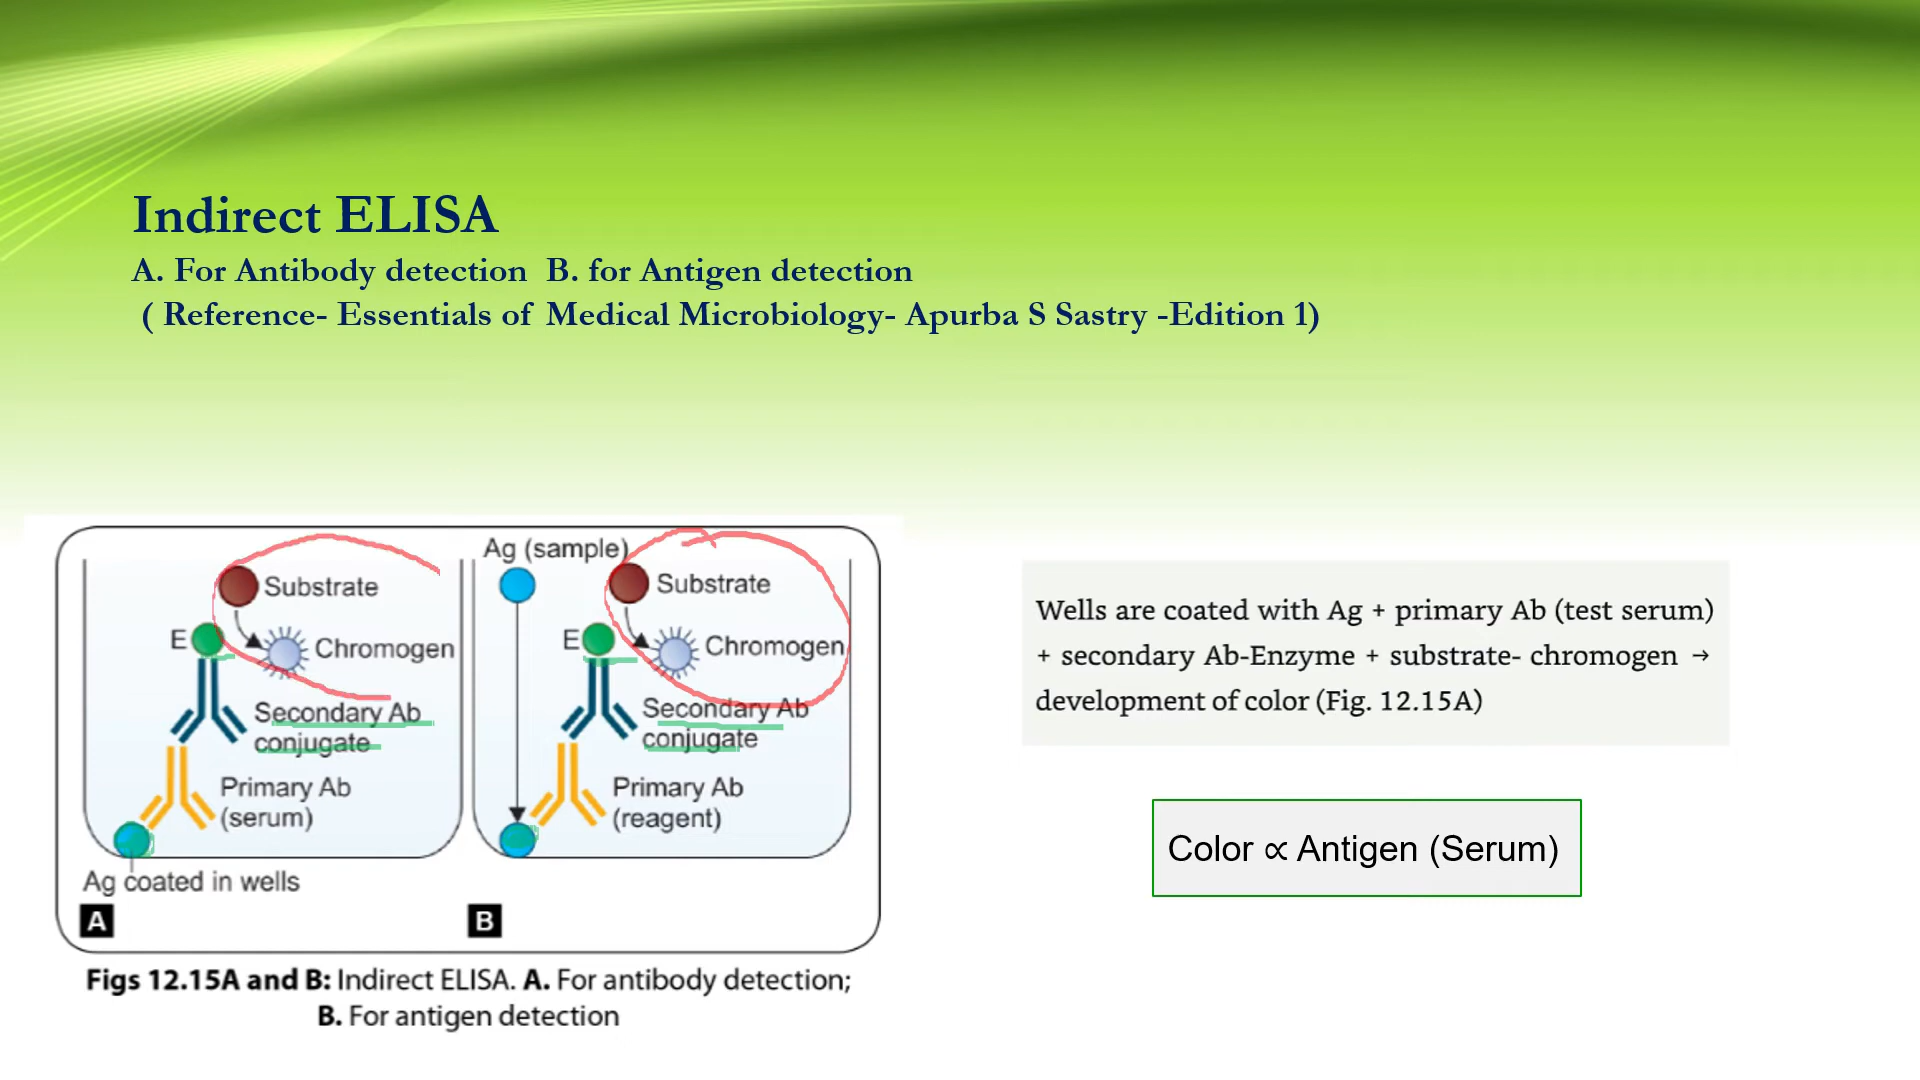 Indirect ELISA
A. For Antibody detection  B. for Antigen detection
( Reference- Essentials of Medical Microbiology- Apurba S Sastry -Edition 1)
Substrate
E
Chromogen
Secondary Ab
conjugate
Primary Ab
(serum)
Ag coated in wells
A
Ag (sample)
Substrate
E
Chromogen
Secondary Ab
conjugate
Primary Ab
(reagent)
B
Figs 12.15A and B: Indirect ELISA. A. For antibody detection;
B. For antigen detection
Wells are coated with Ag + primary Ab (test serum)
+ secondary Ab-Enzyme + substrate- chromogen →
development of color (Fig. 12.15A)
Color ∝ Antigen (Serum)